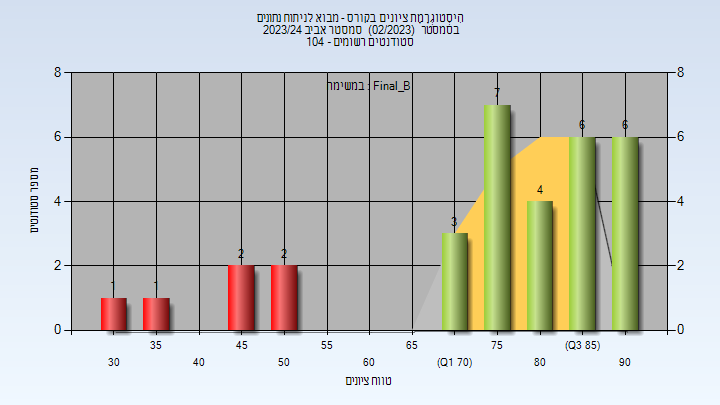 היסטוגרמת ציונים בקורס - מבוא לניתוח נתונים
בסמסטר (02/2023) סמסטר אביב 2023/24
סטודנטים רשומים - 104
במשימה : Final_B
מספר סטודנטים
8 8
6 6
4 4
2 2
0 0
1 1 2 2 3 7 4 6 6
35 45 55 65 75 (Q3 85)
30 40 50 60 (Q1 70) 80 90
טווח ציונים